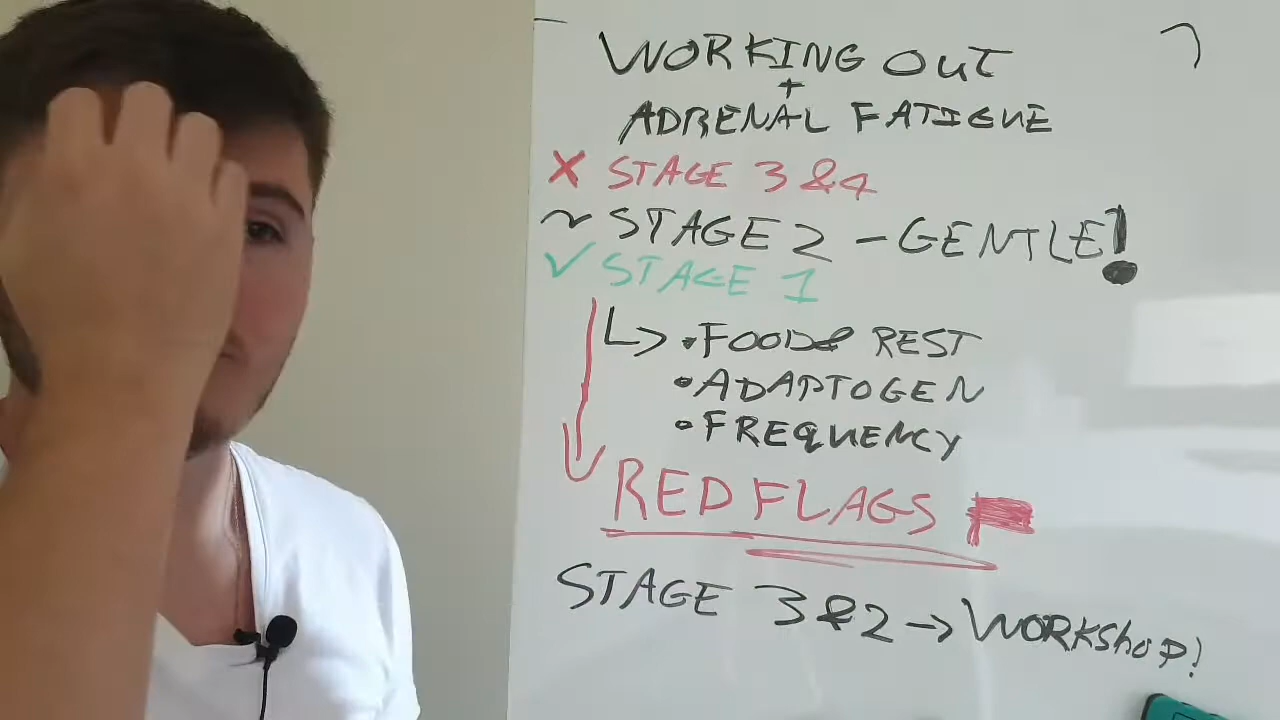 WORKING OUT
+
ADRENAL FATIGUE
X STAGE 3 & 4
~ STAGE 2 - GENTLE!
✓ STAGE 1
↳ • FOOD & REST
• ADAPTOGEN
• FREQUENCY
RED FLAGS
STAGE 3 & 2 → WORKSHOP!